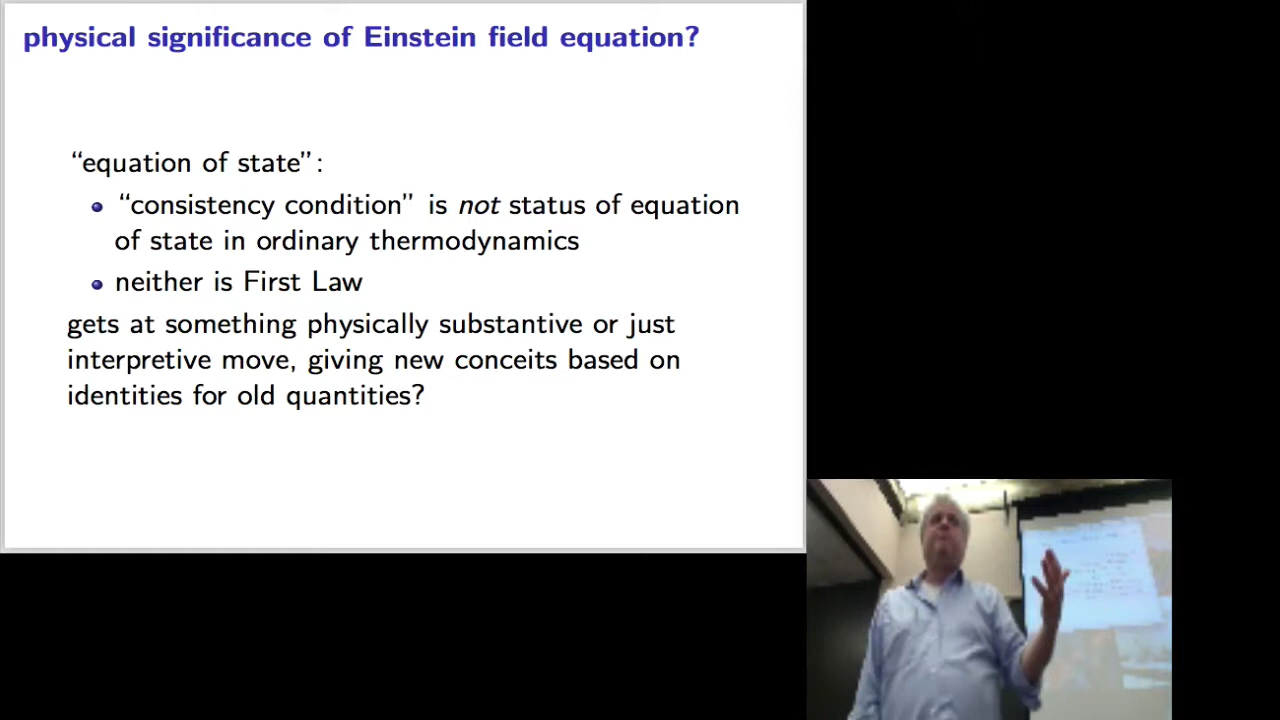 physical significance of Einstein field equation?
“equation of state”:
“consistency condition” is not status of equation
of state in ordinary thermodynamics
neither is First Law
gets at something physically substantive or just
interpretive move, giving new conceits based on
identities for old quantities?